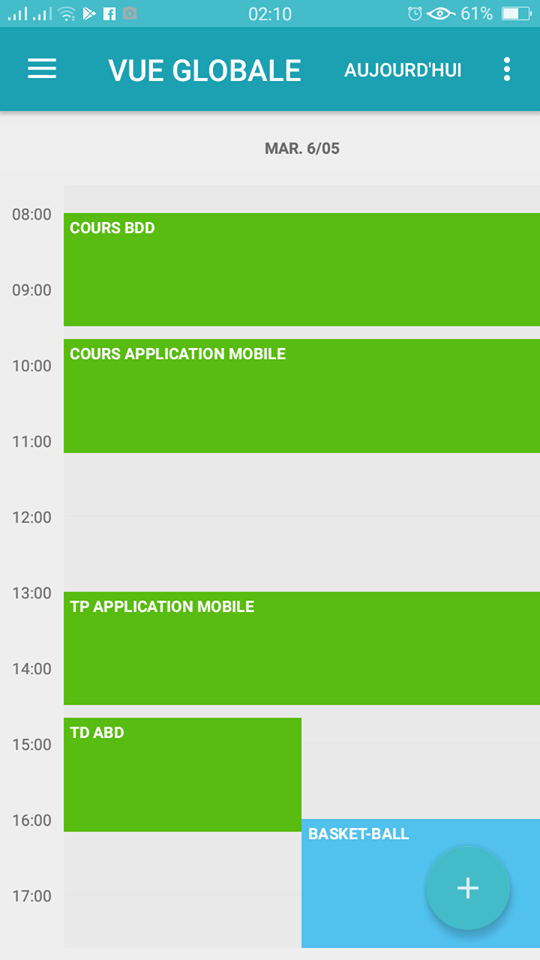 02:10
61%
VUE GLOBALE
AUJOURD'HUI
MAR. 6/05
08:00
COURS BDD
09:00
COURS APPLICATION MOBILE
10:00
11:00
12:00
13:00
TP APPLICATION MOBILE
14:00
TD ABD
15:00
16:00
BASKET-BALL
17:00